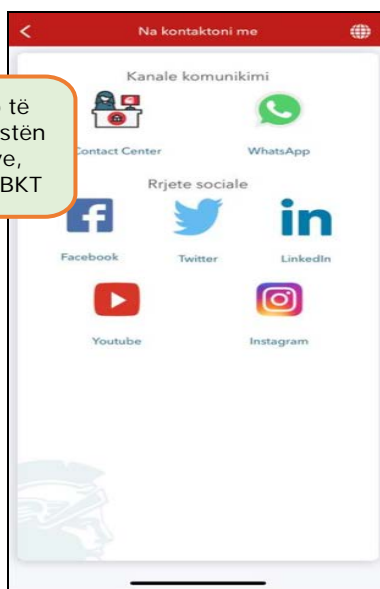 Na kontaktoni me
Kanale komunikimi
të
stën
ve,
BKT
Contact Center
WhatsApp
Rrjete sociale
Facebook
Twitter
LinkedIn
Youtube
Instagram